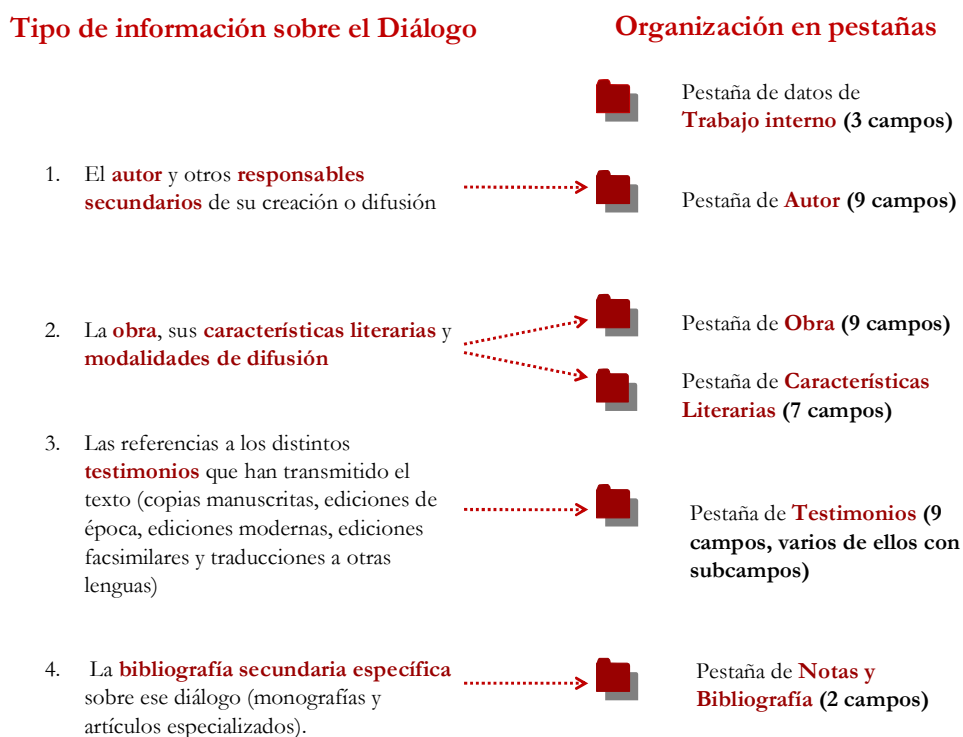 Tipo de información sobre el Diálogo
Organización en pestañas
Pestaña de datos de
Trabajo interno (3 campos)
1. El autor y otros responsables
secundarios de su creación o difusión
Pestaña de Autor (9 campos)
2. La obra, sus características literarias y
modalidades de difusión
Pestaña de Obra (9 campos)
Pestaña de Características
Literarias (7 campos)
3. Las referencias a los distintos
testimonios que han transmitido el
texto (copias manuscritas, ediciones de
época, ediciones modernas, ediciones
facsimilares y traducciones a otras
lenguas)
Pestaña de Testimonios (9
campos, varios de ellos con
subcampos)
4. La bibliografía secundaria específica
sobre ese diálogo (monografías y
artículos especializados).
Pestaña de Notas y
Bibliografía (2 campos)